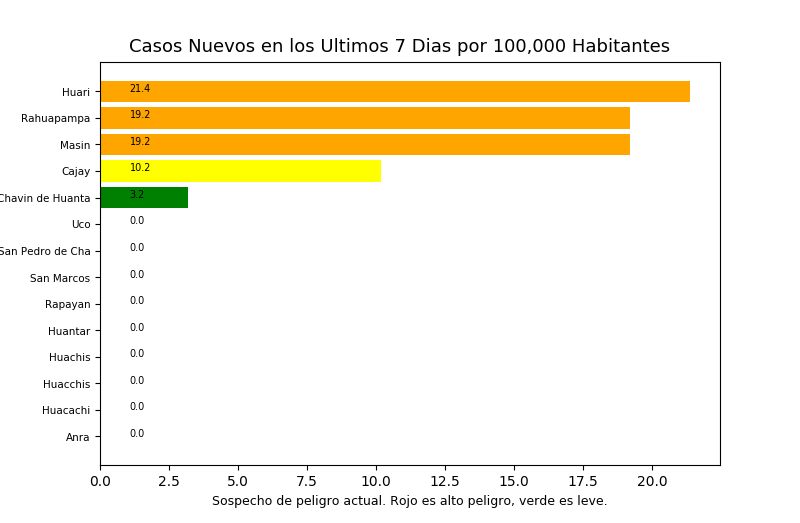 Casos Nuevos en los Ultimos 7 Dias por 100,000 Habitantes
Huari 21.4
Rahuapampa 19.2
Masin 19.2
Cajay 10.2
Chavin de Huanta 3.2
Uco 0.0
San Pedro de Cha 0.0
San Marcos 0.0
Rapayan 0.0
Huantar 0.0
Huachis 0.0
Huacchis 0.0
Huacachi 0.0
Anra 0.0
0.0 2.5 5.0 7.5 10.0 12.5 15.0 17.5 20.0
Sospecho de peligro actual. Rojo es alto peligro, verde es leve.